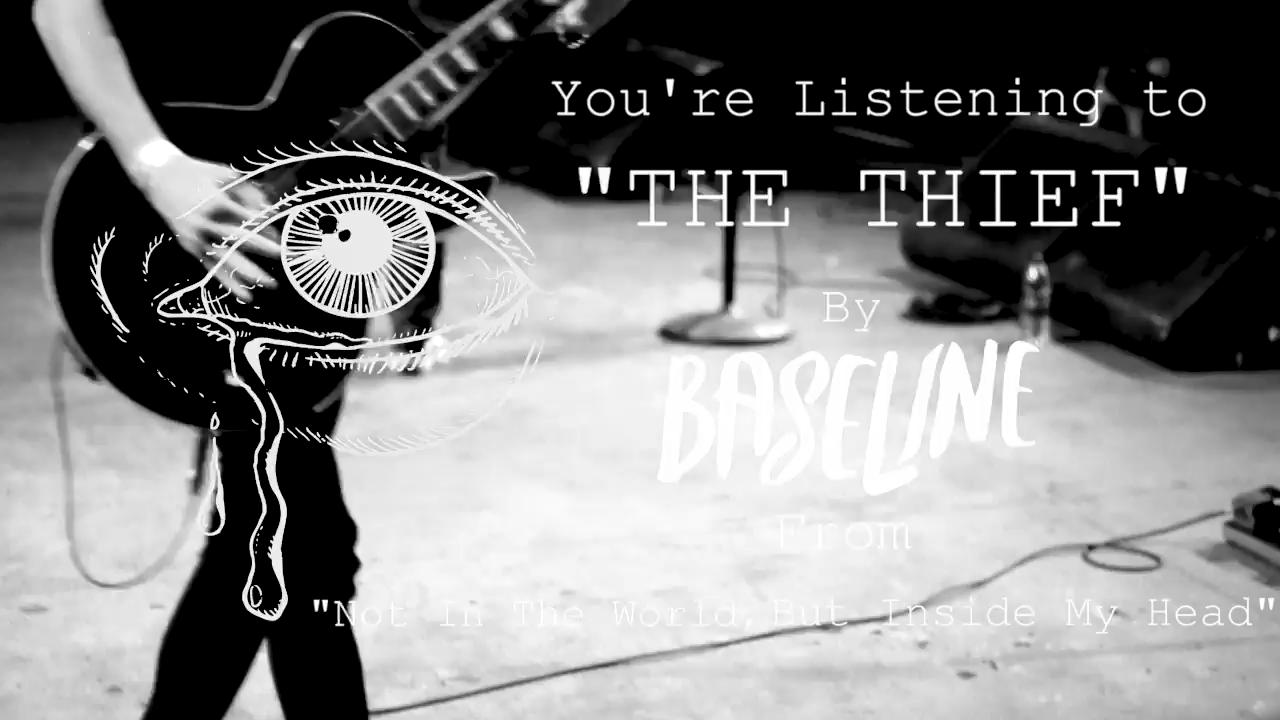 You're Listening to
"THE THIEF"
By
BASELINE
From
"Not In The World, But Inside My Head"